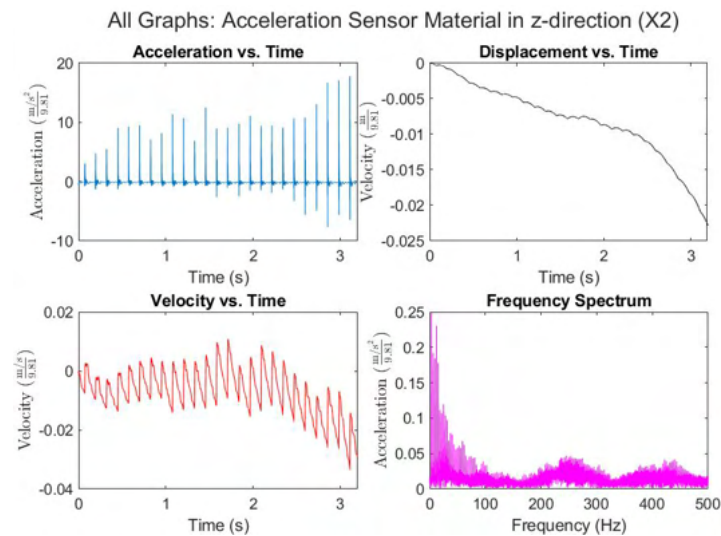 All Graphs: Acceleration Sensor Material in z-direction (X2)
Acceleration vs. Time
Acceleration (m/s²/9.81)
20
10
0
-10
0
1
2
3
Time (s)
Displacement vs. Time
Velocity (m/9.81)
0
-0.005
-0.01
-0.015
-0.02
-0.025
0
1
2
3
Time (s)
Velocity vs. Time
Velocity (m/s/9.81)
0.02
0
-0.02
-0.04
0
1
2
3
Time (s)
Frequency Spectrum
Acceleration (m/s²/9.81)
0.25
0.2
0.15
0.1
0.05
0
0
100
200
300
400
500
Frequency (Hz)